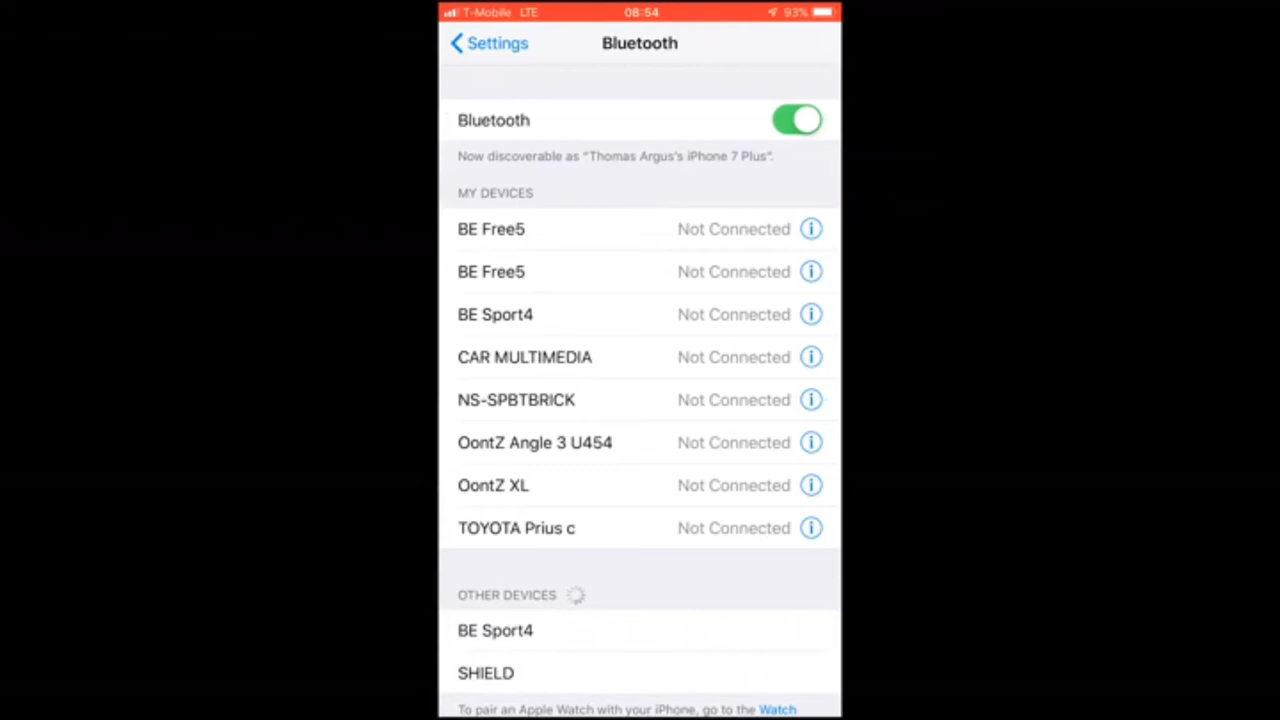 T-Mobile LTE 08:54 93%
Settings Bluetooth
Bluetooth
Now discoverable as “Thomas Argus’s iPhone 7 Plus”.
MY DEVICES
BE Free5 Not Connected
BE Free5 Not Connected
BE Sport4 Not Connected
CAR MULTIMEDIA Not Connected
NS-SPBTBRICK Not Connected
OontZ Angle 3 U454 Not Connected
OontZ XL Not Connected
TOYOTA Prius c Not Connected
OTHER DEVICES
BE Sport4
SHIELD
To pair an Apple Watch with your iPhone, go to the Watch